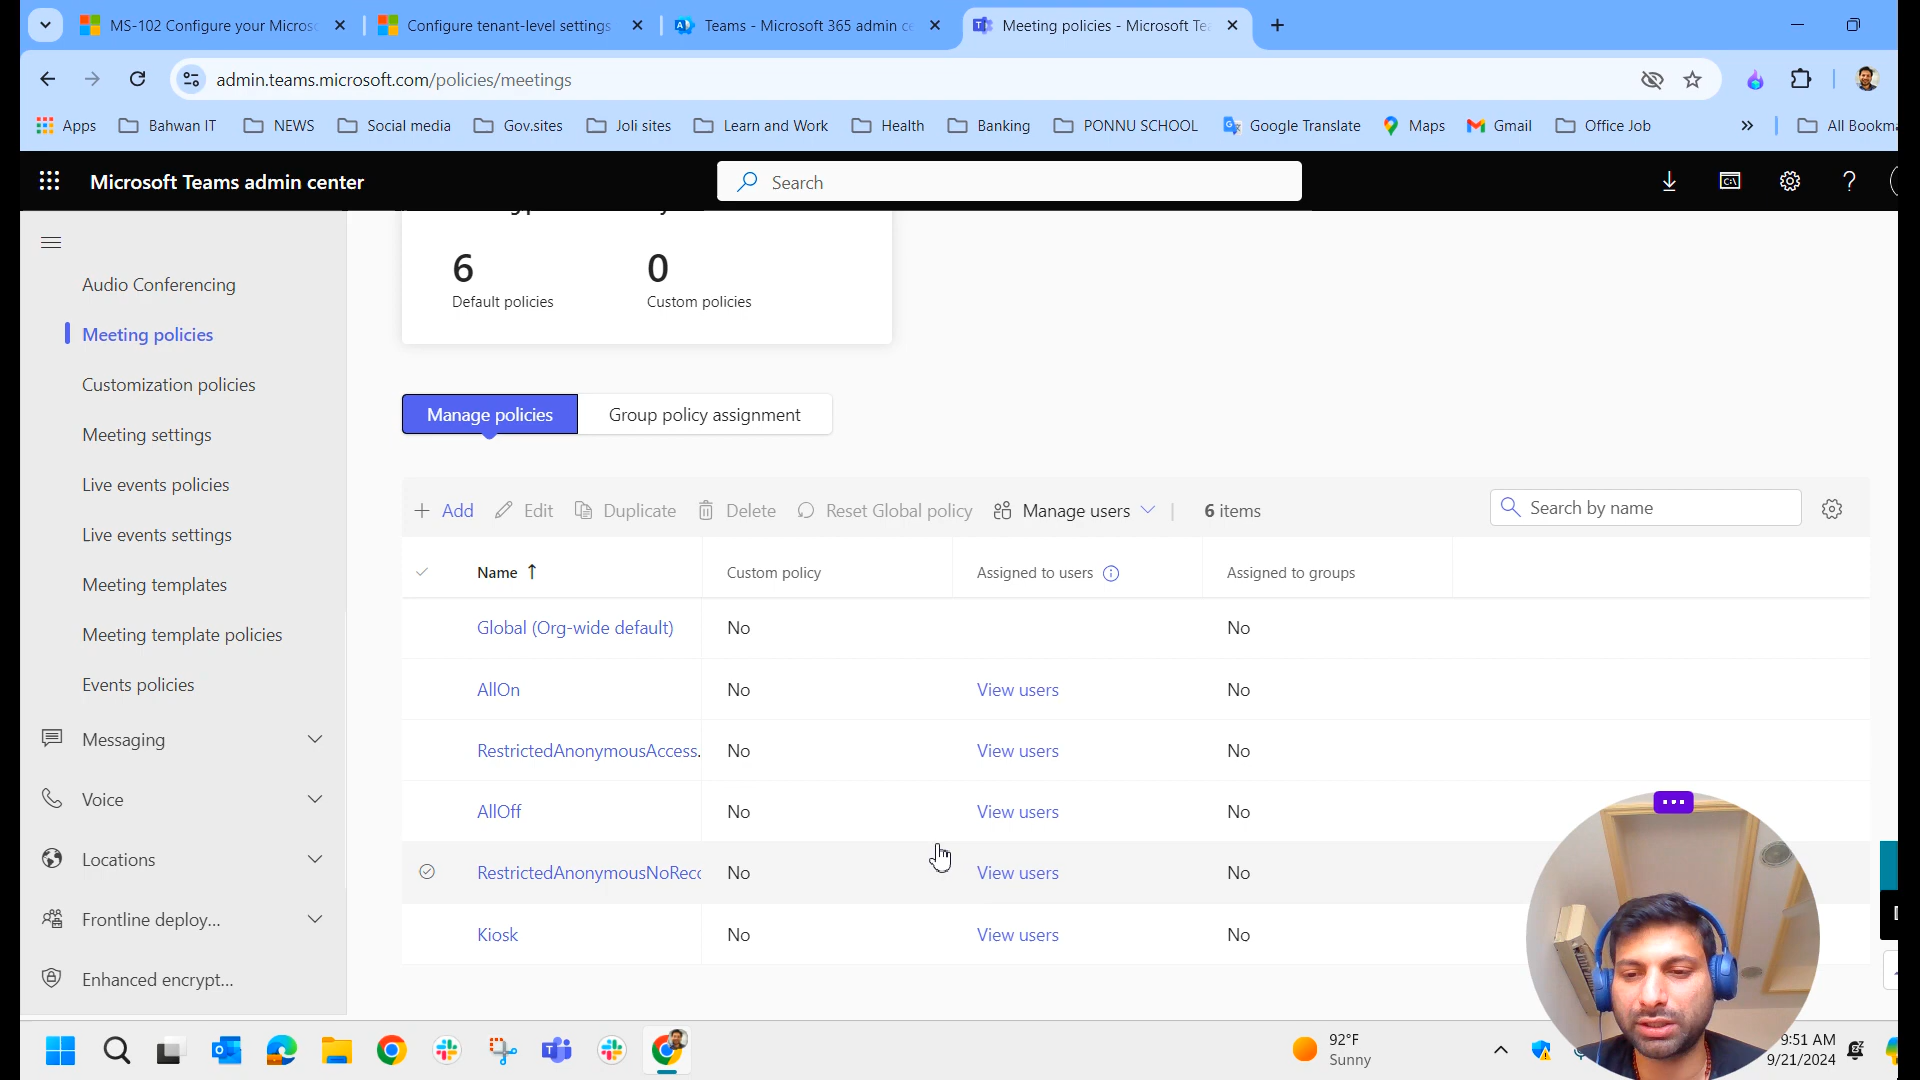 MS-102 Configure your Micros
Configure tenant-level settings
Teams - Microsoft 365 admin ce
Meeting policies - Microsoft Te
admin.teams.microsoft.com/policies/meetings
Apps
Bahwan IT
NEWS
Social media
Gov.sites
Joli sites
Learn and Work
Health
Banking
PONNU SCHOOL
Google Translate
Maps
Gmail
Office Job
»
All Bookma
Microsoft Teams admin center
Search
Audio Conferencing
Meeting policies
Customization policies
Meeting settings
Live events policies
Live events settings
Meeting templates
Meeting template policies
Events policies
Messaging
Voice
Locations
Frontline deploy...
Enhanced encrypt...
6
Default policies
0
Custom policies
Manage policies
Group policy assignment
+ Add
Edit
Duplicate
Delete
Reset Global policy
Manage users
6 items
Search by name
Name ↑
Custom policy
Assigned to users
Assigned to groups
Global (Org-wide default)
No
No
AllOn
No
View users
No
RestrictedAnonymousAccess.
No
View users
No
AllOff
No
View users
No
RestrictedAnonymousNoReco
No
View users
No
Kiosk
No
View users
No
92°F
Sunny
9:51 AM
9/21/2024